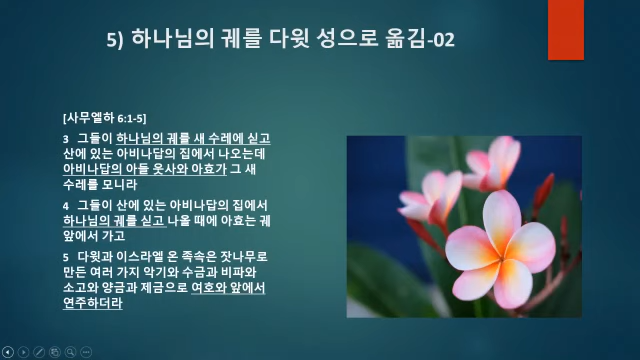 5) 하나님의 궤를 다윗 성으로 옮김-02
[사무엘하 6:1-5]
3 그들이 하나님의 궤를 새 수레에 싣고
산에 있는 아비나답의 집에서 나오는데
아비나답의 아들 웃사와 아효가 그 새
수레를 모니라
4 그들이 산에 있는 아비나답의 집에서
하나님의 궤를 싣고 나올 때에 아효는 궤
앞에서 가고
5 다윗과 이스라엘 온 족속은 잣나무로
만든 여러 가지 악기와 수금과 비파와
소고와 양금과 제금으로 여호와 앞에서
연주하더라